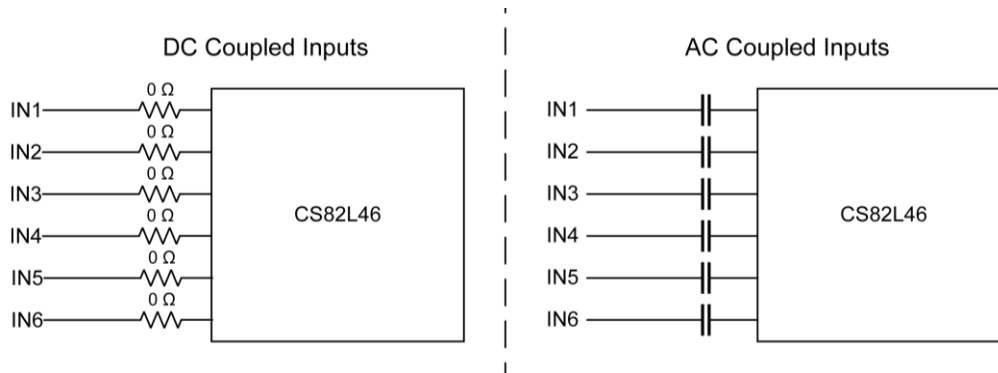 DC Coupled Inputs
IN1
0 Ω
IN2
0 Ω
IN3
0 Ω
IN4
0 Ω
IN5
0 Ω
IN6
0 Ω
CS82L46
AC Coupled Inputs
IN1
IN2
IN3
IN4
IN5
IN6
CS82L46